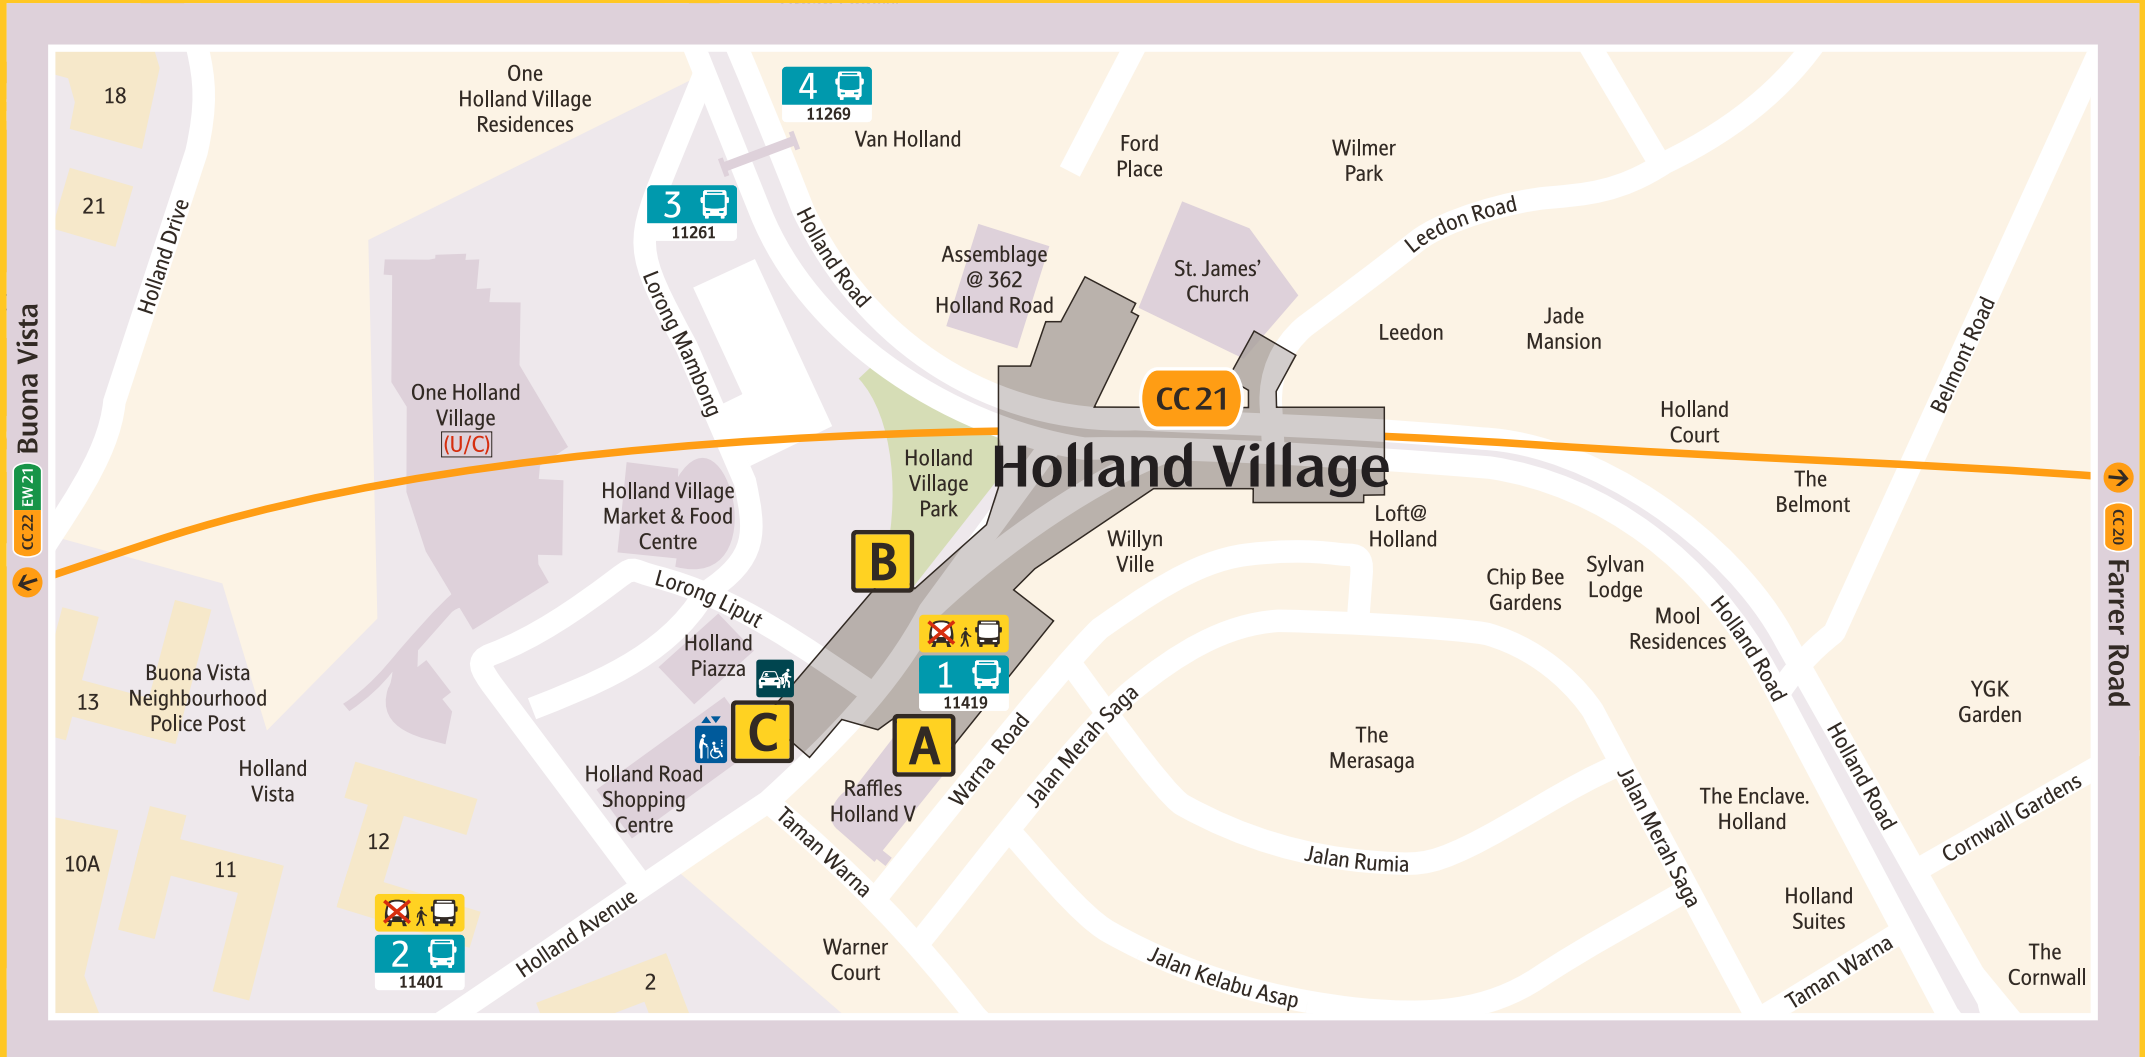 One
Holland Village
Residences
18
21
Holland Drive
4
11269
Van Holland
Ford
Place
Wilmer
Park
3
11261
Holland Road
Lorong Mambong
Assemblage
@ 362
Holland Road
St. James’
Church
Leedon Road
Leedon
Jade
Mansion
Belmont Road
Holland
Court
The
Belmont
Buona Vista
EW 21
CC22
One Holland
Village
(U/C)
Holland Village
Market & Food
Centre
Holland
Village
Park
CC 21
Holland Village
CC20
Farrer Road
Loft@
Holland
Willyn
Ville
Chip Bee
Gardens
Sylvan
Lodge
Mool
Residences
Holland Road
B
Lorong Liput
Holland
Piazza
1
11419
C
A
Buona Vista
Neighbourhood
Police Post
13
Holland
Vista
12
11
10A
Holland Road
Shopping
Centre
Raffles
Holland V
Warna Road
Jalan Merah Saga
The
Merasaga
YGK
Garden
Jalan Merah Saga
The Enclave.
Holland
Holland Road
Cornwall Gardens
Taman Warna
Jalan Rumia
2
11401
Holland Avenue
2
Warner
Court
Jalan Kelabu Asap
Holland
Suites
Taman Warna
The
Cornwall